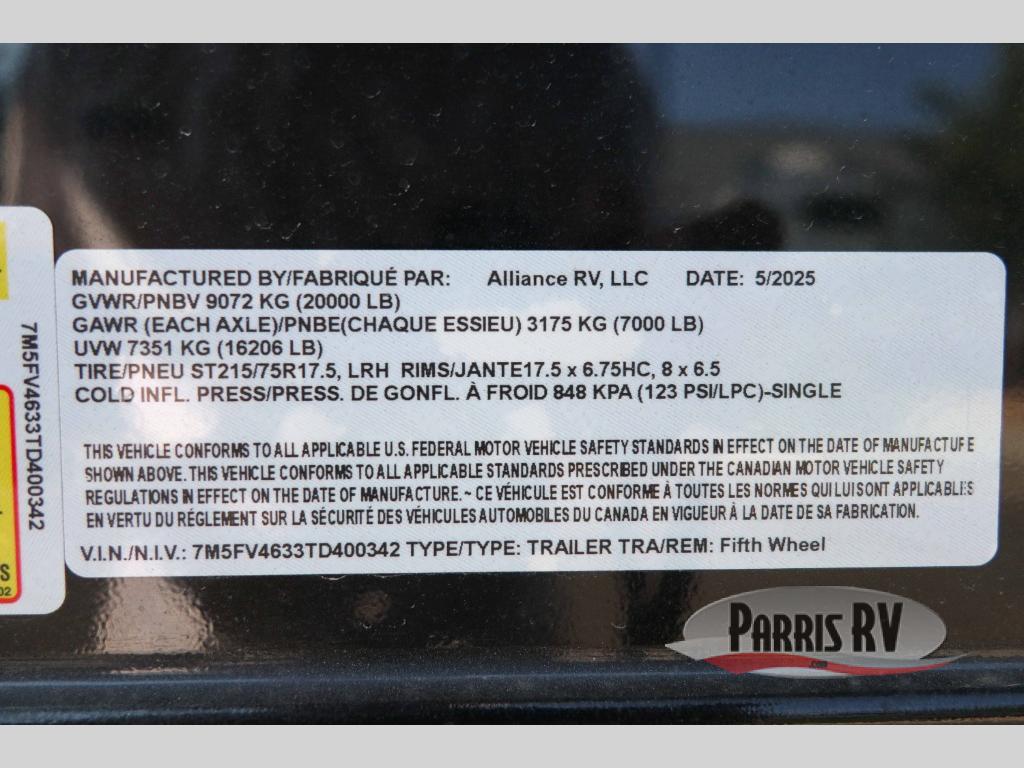 MANUFACTURED BY/FABRIQUÉ PAR: Alliance RV, LLC DATE: 5/2025
GVWR/PNBV 9072 KG (20000 LB)
GAWR (EACH AXLE)/PNBE(CHAQUE ESSIEU) 3175 KG (7000 LB)
UVW 7351 KG (16206 LB)
TIRE/PNEU ST215/75R17.5, LRH RIMS/JANTE17.5 x 6.75HC, 8 x 6.5
COLD INFL. PRESS/PRESS. DE GONFL. À FROID 848 KPA (123 PSI/LPC)-SINGLE
THIS VEHICLE CONFORMS TO ALL APPLICABLE U.S. FEDERAL MOTOR VEHICLE SAFETY STANDARDS IN EFFECT ON THE DATE OF MANUFACTURE
SHOWN ABOVE. THIS VEHICLE CONFORMS TO ALL APPLICABLE STANDARDS PRESCRIBED UNDER THE CANADIAN MOTOR VEHICLE SAFETY
REGULATIONS IN EFFECT ON THE DATE OF MANUFACTURE. ~ CE VÉHICULE EST CONFORME À TOUTES LES NORMES QUI LUI SONT APPLICABLES
EN VERTU DU RÉGLEMENT SUR LA SÉCURITÉ DES VÉHICULES AUTOMOBILES DU CANADA EN VIGUEUR À LA DATE DE SA FABRICATION.
V.I.N./N.I.V.: 7M5FV4633TD400342 TYPE/TYPE: TRAILER TRA/REM: Fifth Wheel
7M5FV4633TD400342
PARRIS RV
.com